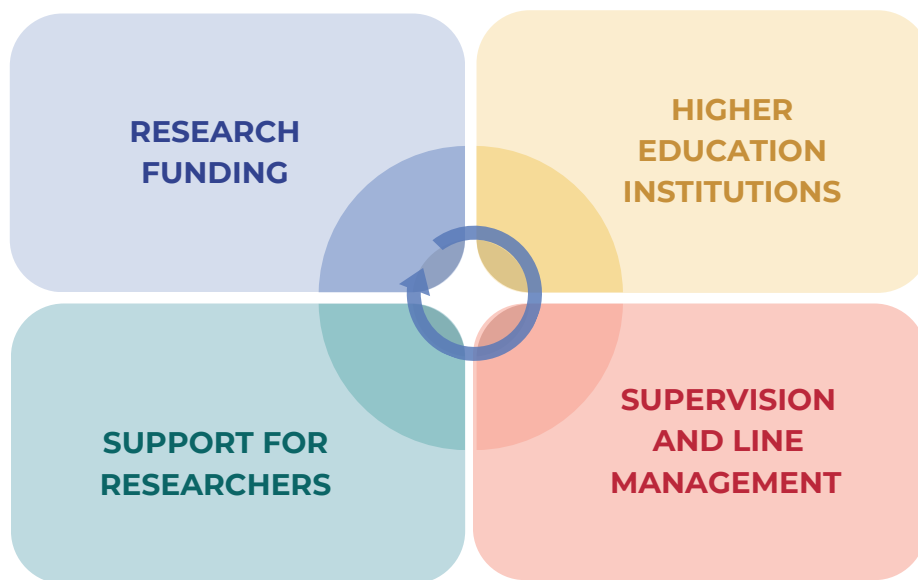 RESEARCH
FUNDING
HIGHER
EDUCATION
INSTITUTIONS
SUPPORT FOR
RESEARCHERS
SUPERVISION
AND LINE
MANAGEMENT